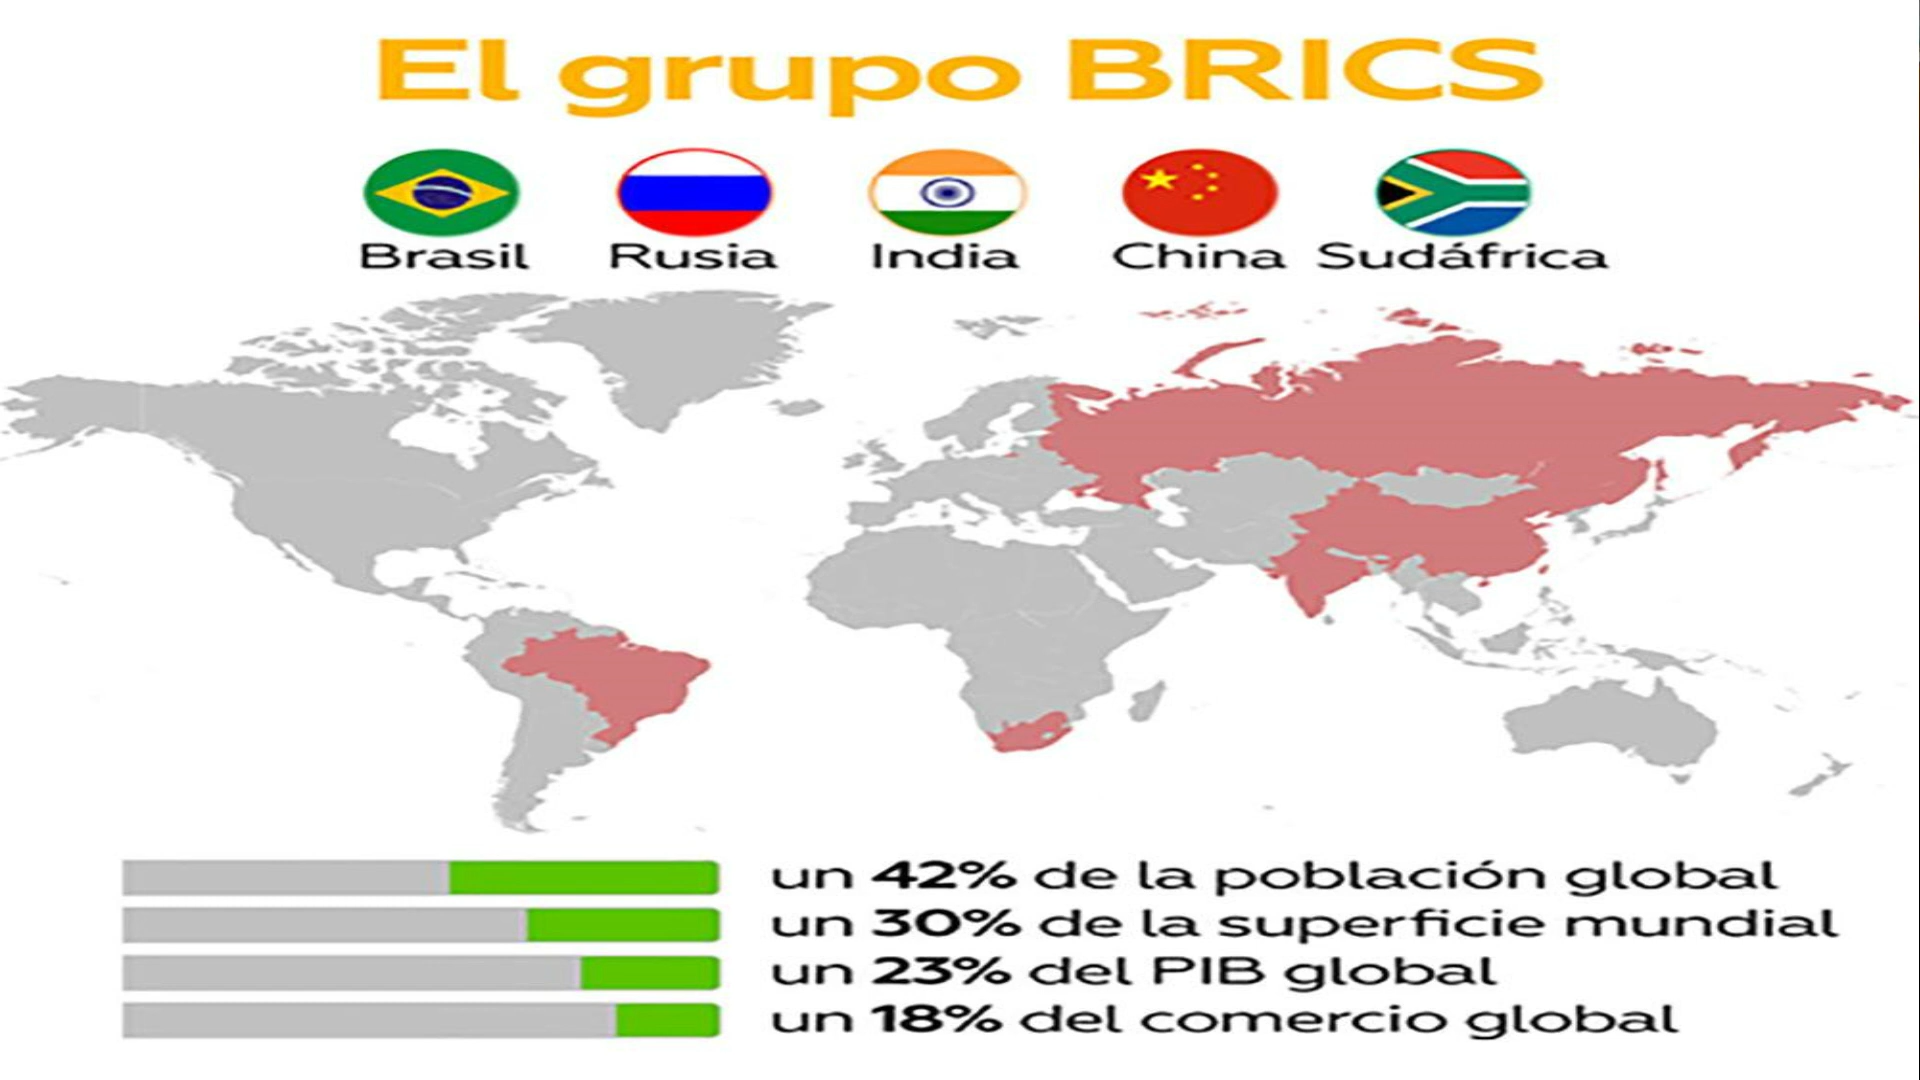 El grupo BRICS
Brasil Rusia India China Sudáfrica
un 42% de la población global
un 30% de la superficie mundial
un 23% del PIB global
un 18% del comercio global